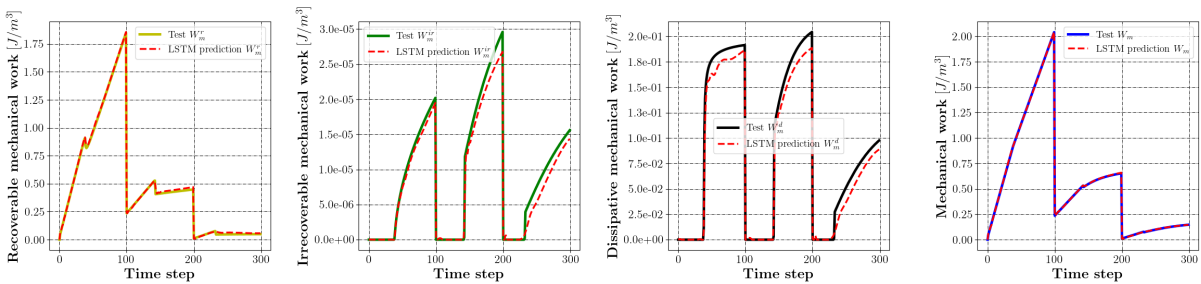 Recoverable mechanical work [J/m³]
1.75
1.50
1.25
1.00
0.75
0.50
0.25
0.00
0 100 200 300
Time step
Test W_m^r
LSTM prediction W_m^r
Irrecoverable mechanical work [J/m³]
3.0e-05
2.5e-05
2.0e-05
1.5e-05
1.0e-05
5.0e-06
0.0e+00
0 100 200 300
Time step
Test W_m^{ir}
LSTM prediction W_m^{ir}
Dissipative mechanical work [J/m³]
2.0e-01
1.8e-01
1.5e-01
1.3e-01
1.0e-01
7.5e-02
5.0e-02
2.5e-02
0.0e+00
0 100 200 300
Time step
Test W_m^d
LSTM prediction W_m^d
Mechanical work [J/m³]
2.00
1.75
1.50
1.25
1.00
0.75
0.50
0.25
0.00
0 100 200 300
Time step
Test W_m
LSTM prediction W_m